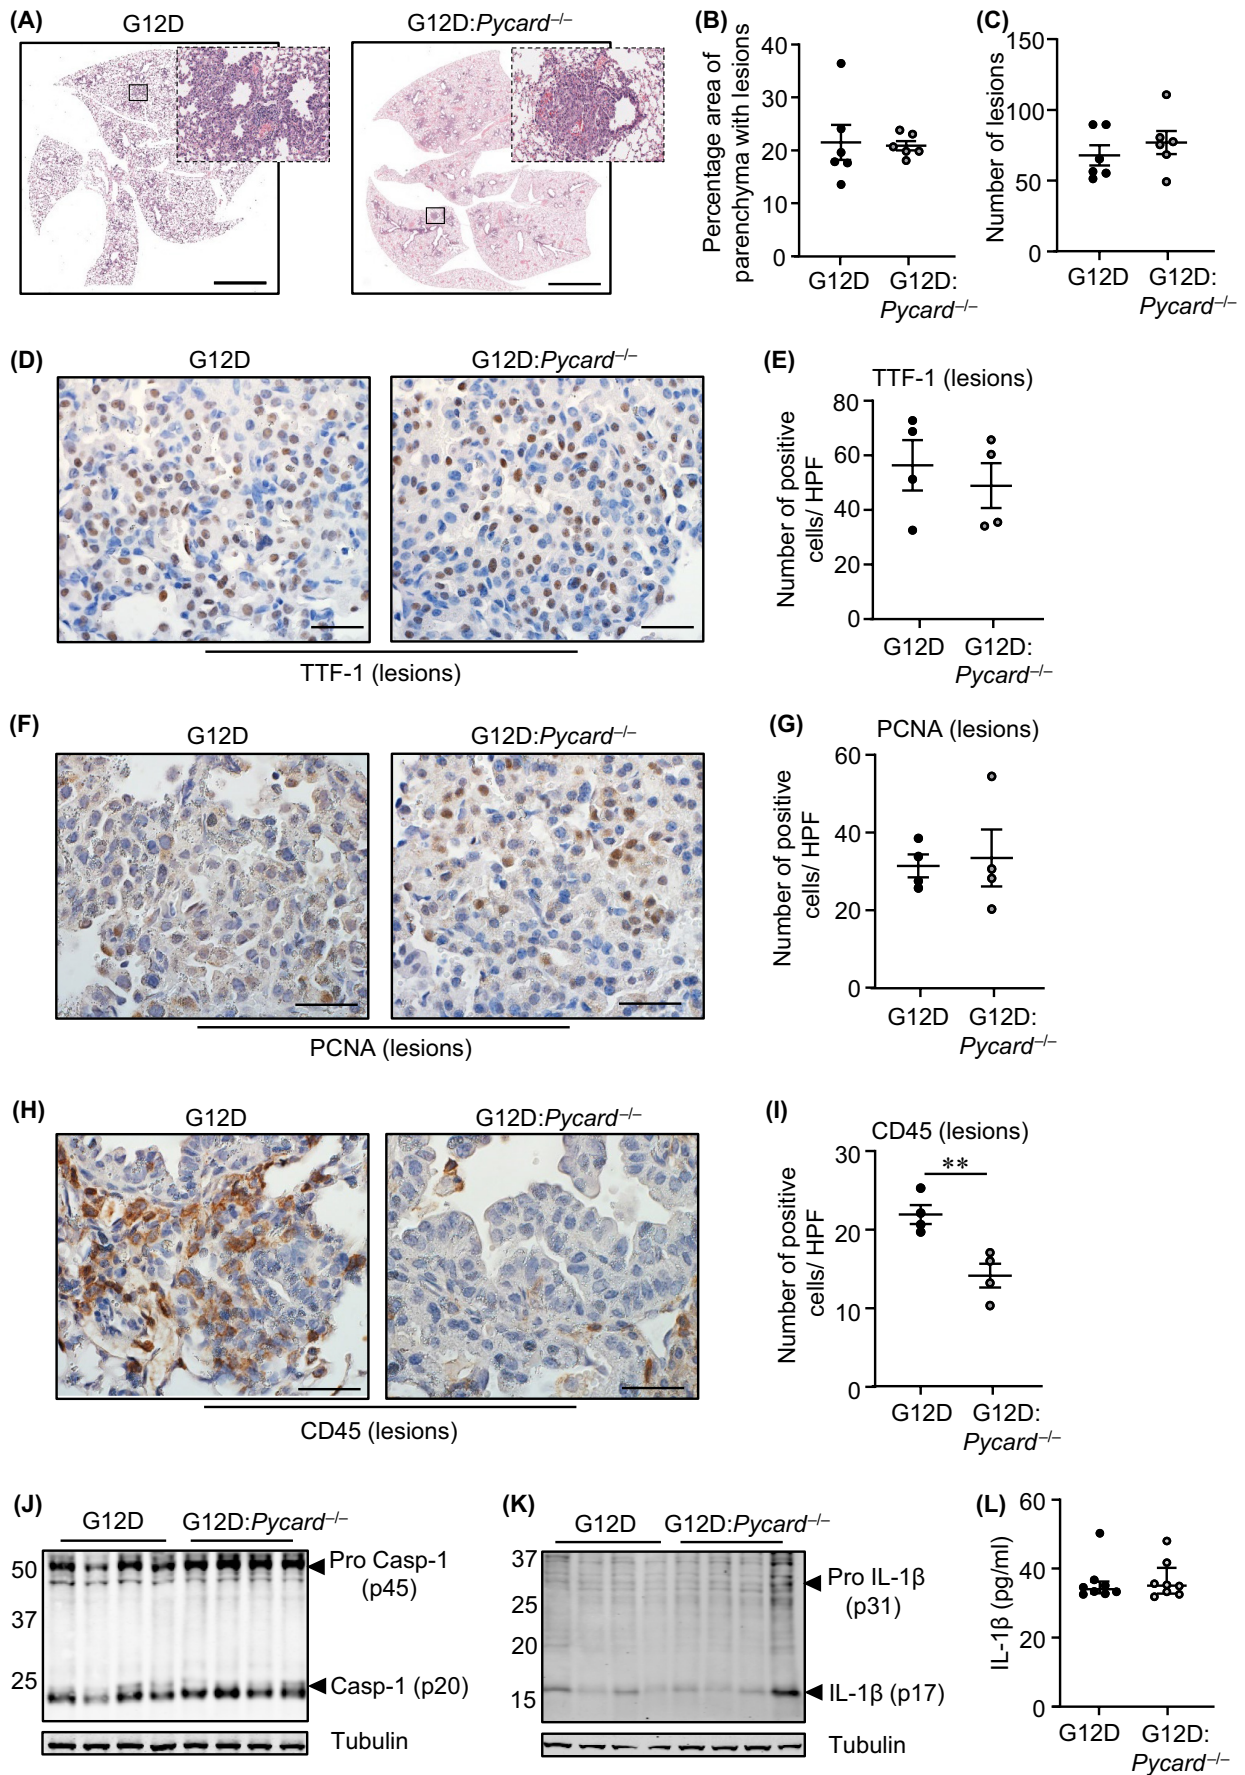 (A)
G12D
G12D:Pycard–/–
(B)
Percentage area of
parenchyma with lesions
40
30
20
10
0
G12D
G12D:
Pycard–/–
(C)
Number of lesions
150
100
50
0
G12D
G12D:
Pycard–/–
(D)
G12D
G12D:Pycard–/–
TTF-1 (lesions)
(E)
TTF-1 (lesions)
Number of positive
cells/ HPF
80
60
40
20
0
G12D
G12D:
Pycard–/–
(F)
G12D
G12D:Pycard–/–
PCNA (lesions)
(G)
PCNA (lesions)
Number of positive
cells/ HPF
60
40
20
0
G12D
G12D:
Pycard–/–
(H)
G12D
G12D:Pycard–/–
CD45 (lesions)
(I)
CD45 (lesions)
Number of positive
cells/ HPF
30
20
10
0
**
G12D
G12D:
Pycard–/–
(J)
G12D
G12D:Pycard–/–
50
37
25
Pro Casp-1
(p45)
Casp-1 (p20)
Tubulin
(K)
G12D
G12D:Pycard–/–
37
25
20
15
Pro IL-1β
(p31)
IL-1β (p17)
Tubulin
(L)
IL-1β (pg/ml)
60
40
20
0
G12D
G12D:
Pycard–/–